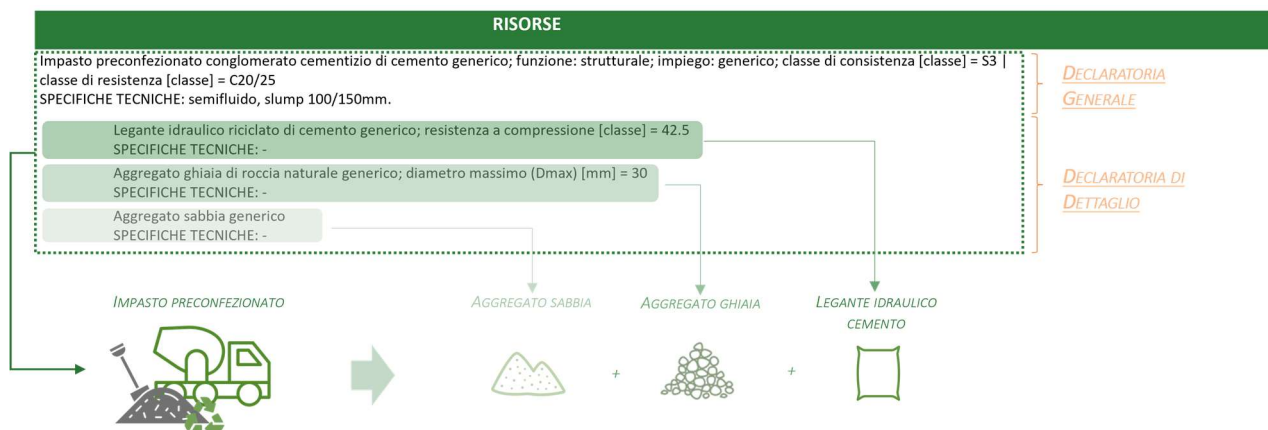 RISORSE
Impasto preconfezionato conglomerato cementizio di cemento generico; funzione: strutturale; impiego: generico; classe di consistenza [classe] = S3 |
classe di resistenza [classe] = C20/25
SPECIFICHE TECNICHE: semifluido, slump 100/150mm.
DECLARATORIA
GENERALE
Legante idraulico riciclato di cemento generico; resistenza a compressione [classe] = 42.5
SPECIFICHE TECNICHE: -
Aggregato ghiaia di roccia naturale generico; diametro massimo (Dmax) [mm] = 30
SPECIFICHE TECNICHE: -
Aggregato sabbia generico
SPECIFICHE TECNICHE: -
DECLARATORIA DI
DETTAGLIO
IMPASTO PRECONFEZIONATO
AGGREGATO SABBIA
AGGREGATO GHIAIA
LEGANTE IDRAULICO
CEMENTO
+
+